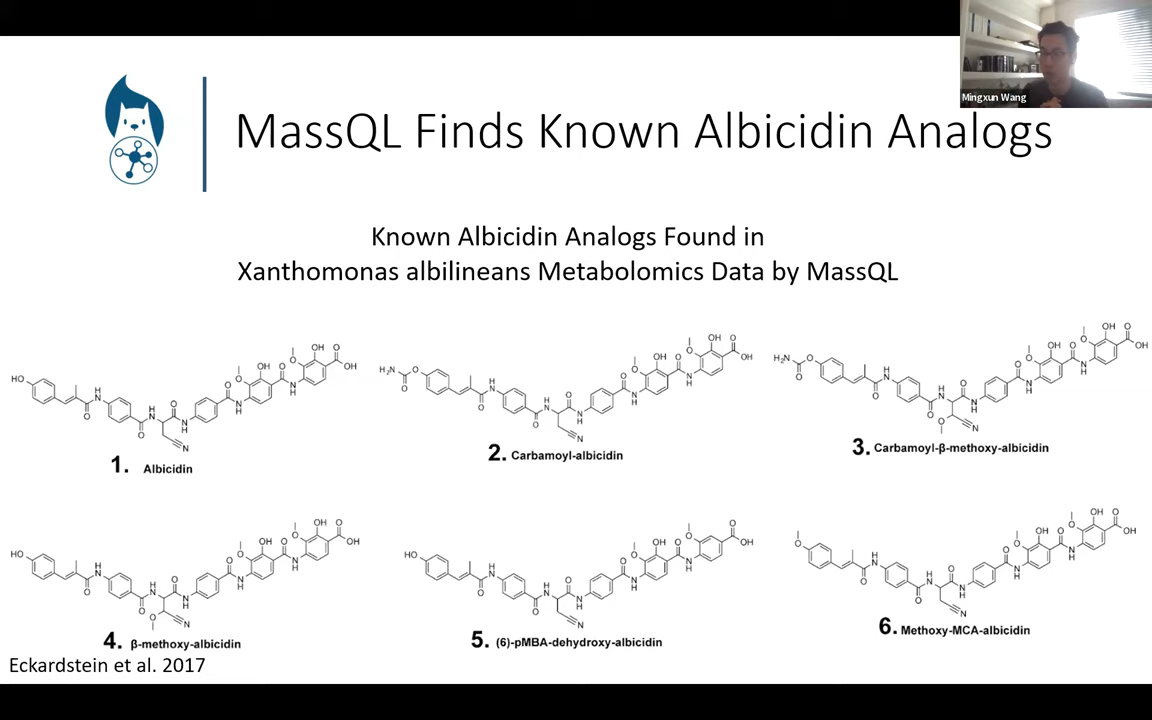 Mingxun Wang
MassQL Finds Known Albicidin Analogs
Known Albicidin Analogs Found in
Xanthomonas albilineans Metabolomics Data by MassQL
1. Albicidin
2. Carbamoyl-albicidin
3. Carbamoyl-β-methoxy-albicidin
4. β-methoxy-albicidin
5. (6)-pMBA-dehydroxy-albicidin
6. Methoxy-MCA-albicidin
Eckardstein et al. 2017